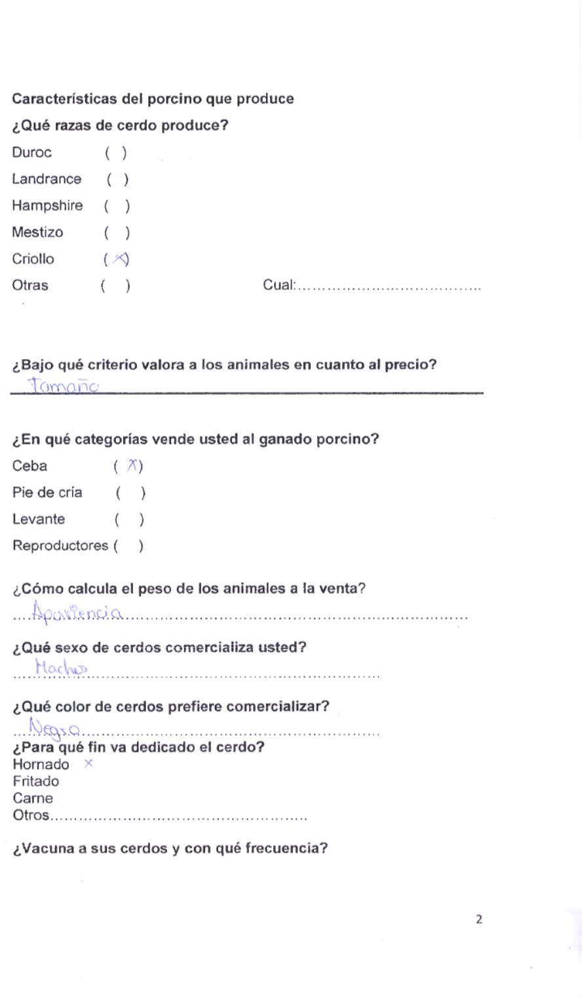 Características del porcino que produce
¿Qué razas de cerdo produce?
Duroc ( )
Landrance ( )
Hampshire ( )
Mestizo ( )
Criollo ( X )
Otras ( ) Cual:.....................................
¿Bajo qué criterio valora a los animales en cuanto al precio?
Tamaño
¿En qué categorías vende usted al ganado porcino?
Ceba ( X )
Pie de cría ( )
Levante ( )
Reproductores ( )
¿Cómo calcula el peso de los animales a la venta?
....Apariencia...........................................................................
¿Qué sexo de cerdos comercializa usted?
Machos
¿Qué color de cerdos prefiere comercializar?
Negro
¿Para qué fin va dedicado el cerdo?
Hornado x
Fritado
Carne
Otros.....................................................
¿Vacuna a sus cerdos y con qué frecuencia?
2